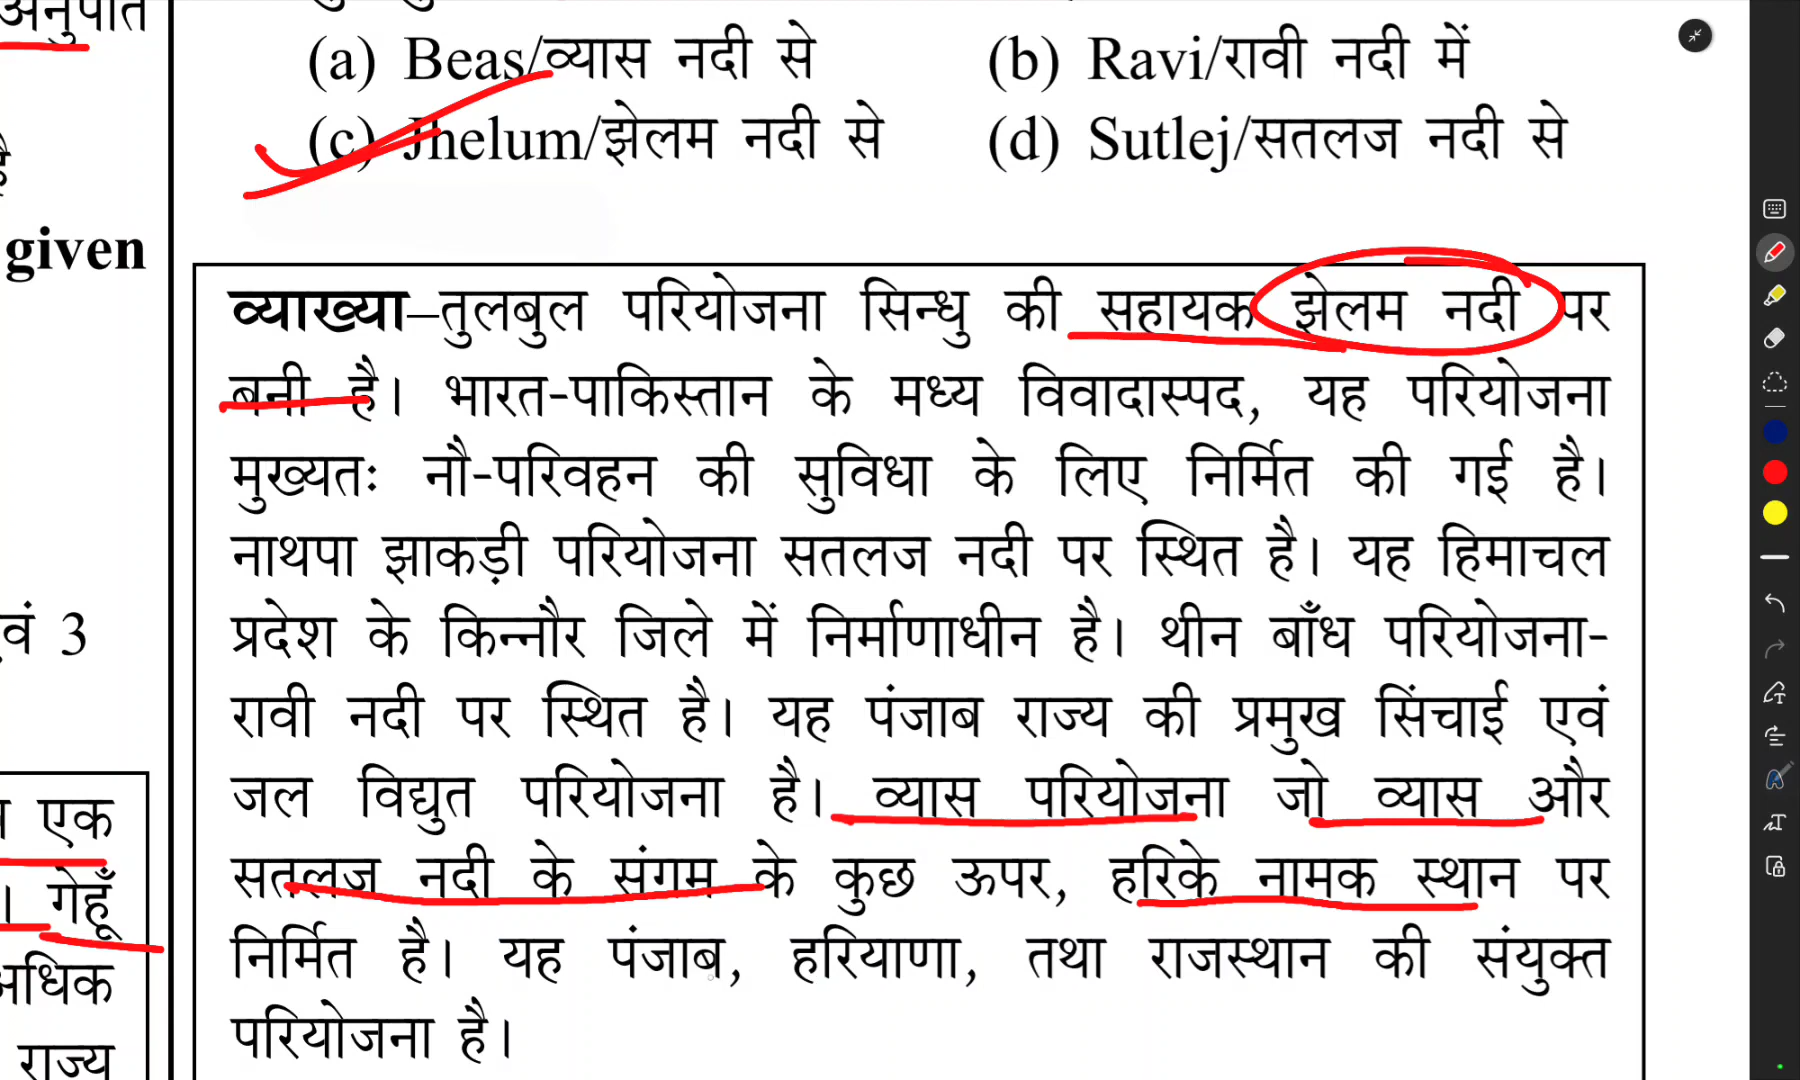 अनुपात
है
given
वं 3
एक
। गेहूँ
अधिक
राज्य
(a) Beas/व्यास नदी से
(b) Ravi/रावी नदी में
(c) Jhelum/झेलम नदी से
(d) Sutlej/सतलज नदी से
व्याख्या–तुलबुल परियोजना सिन्धु की सहायक झेलम नदी पर
बनी है। भारत-पाकिस्तान के मध्य विवादास्पद, यह परियोजना
मुख्यतः नौ-परिवहन की सुविधा के लिए निर्मित की गई है।
नाथपा झाकड़ी परियोजना सतलज नदी पर स्थित है। यह हिमाचल
प्रदेश के किन्नौर जिले में निर्माणाधीन है। थीन बाँध परियोजना-
रावी नदी पर स्थित है। यह पंजाब राज्य की प्रमुख सिंचाई एवं
जल विद्युत परियोजना है। व्यास परियोजना जो व्यास और
सतलज नदी के संगम के कुछ ऊपर, हरिके नामक स्थान पर
निर्मित है। यह पंजाब, हरियाणा, तथा राजस्थान की संयुक्त
परियोजना है।